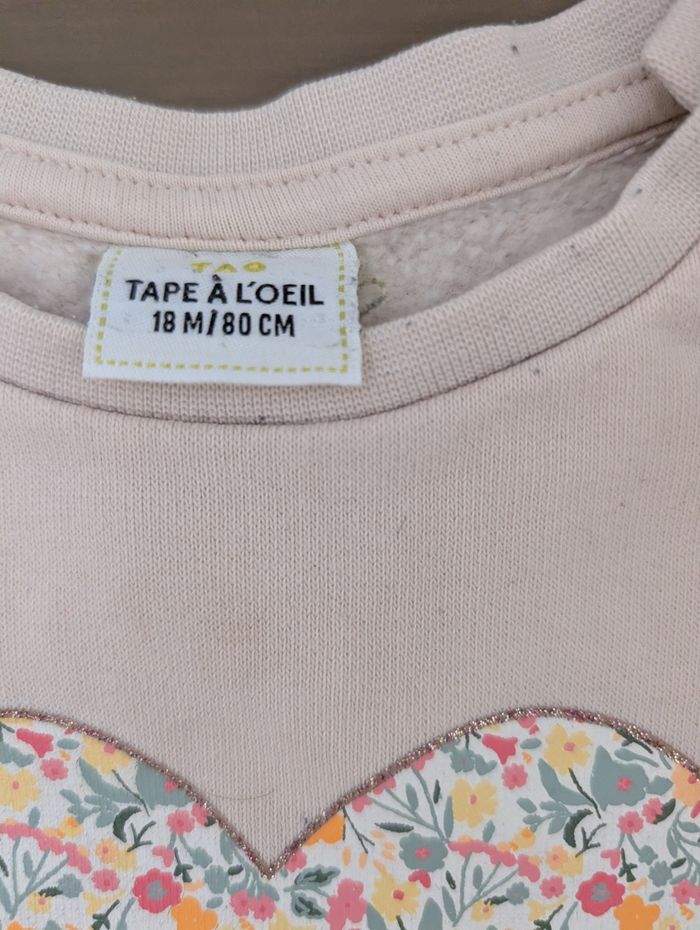 TAO
TAPE À L'OEIL
18 M/80 CM